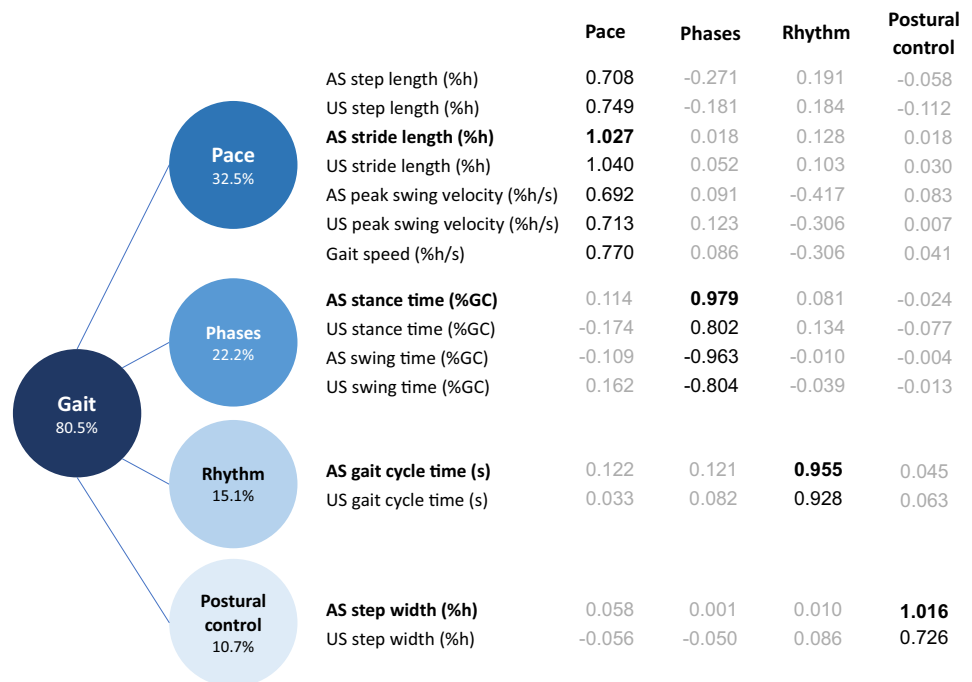 Pace Phases Rhythm Postural control
AS step length (%h) 0.708 -0.271 0.191 -0.058
US step length (%h) 0.749 -0.181 0.184 -0.112
AS stride length (%h) 1.027 0.018 0.128 0.018
US stride length (%h) 1.040 0.052 0.103 0.030
AS peak swing velocity (%h/s) 0.692 0.091 -0.417 0.083
US peak swing velocity (%h/s) 0.713 0.123 -0.306 0.007
Gait speed (%h/s) 0.770 0.086 -0.306 0.041
Pace
32.5%
AS stance time (%GC) 0.114 0.979 0.081 -0.024
US stance time (%GC) -0.174 0.802 0.134 -0.077
AS swing time (%GC) -0.109 -0.963 -0.010 -0.004
US swing time (%GC) 0.162 -0.804 -0.039 -0.013
Phases
22.2%
Gait
80.5%
AS gait cycle time (s) 0.122 0.121 0.955 0.045
US gait cycle time (s) 0.033 0.082 0.928 0.063
Rhythm
15.1%
AS step width (%h) 0.058 0.001 0.010 1.016
US step width (%h) -0.056 -0.050 0.086 0.726
Postural
control
10.7%